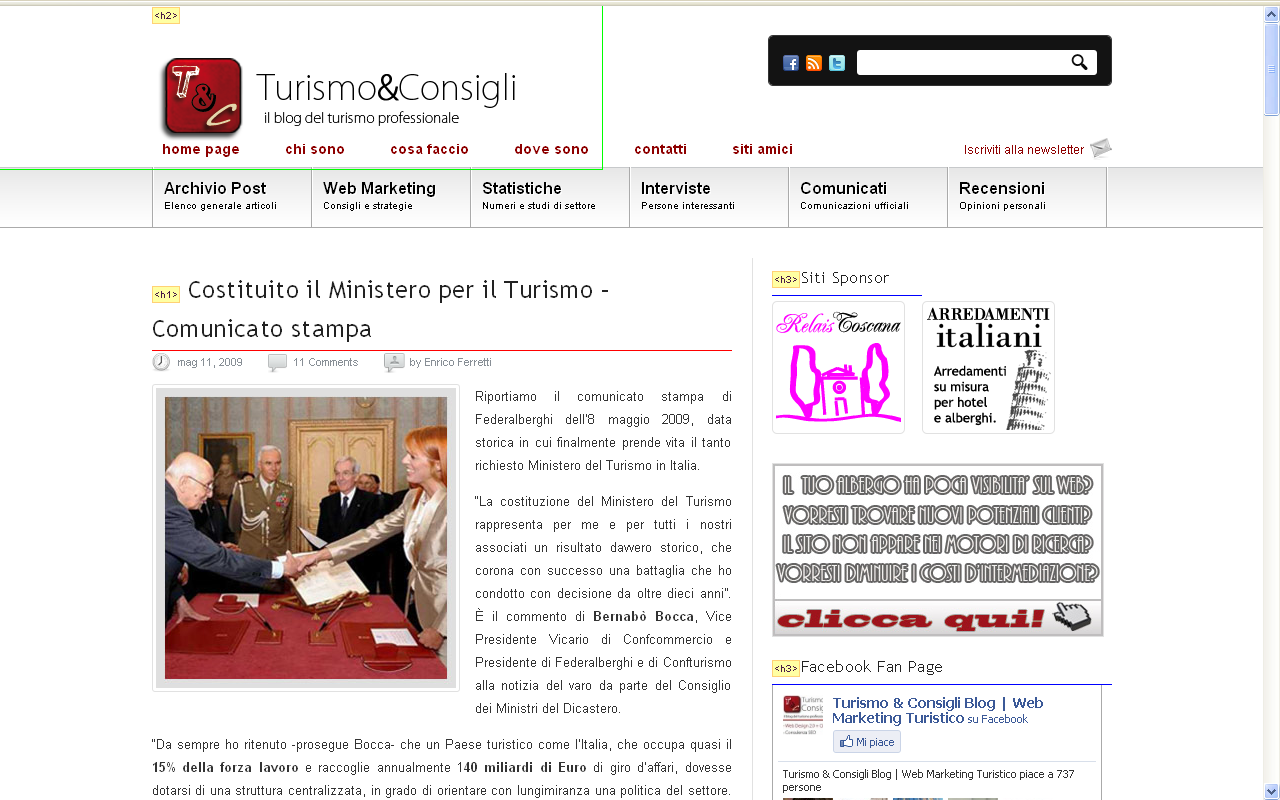 <h2>
T&C
Turismo&Consigli
il blog del turismo professionale
home page chi sono cosa faccio dove sono contatti siti amici Iscriviti alla newsletter
Archivio Post Web Marketing Statistiche Interviste Comunicati Recensioni
Elenco generale articoli Consigli e strategie Numeri e studi di settore Persone interessanti Comunicazioni ufficiali Opinioni personali
<h1> Costituito il Ministero per il Turismo -
Comunicato stampa
mag 11, 2009 11 Comments by Enrico Ferretti
Riportiamo il comunicato stampa di
Federalberghi dell'8 maggio 2009, data
storica in cui finalmente prende vita il tanto
richiesto Ministero del Turismo in Italia.
"La costituzione del Ministero del Turismo
rappresenta per me e per tutti i nostri
associati un risultato davvero storico, che
corona con successo una battaglia che ho
condotto con decisione da oltre dieci anni".
È il commento di Bernabò Bocca, Vice
Presidente Vicario di Confcommercio e
Presidente di Federalberghi e di Confturismo
alla notizia del varo da parte del Consiglio
dei Ministri del Dicastero.
"Da sempre ho ritenuto -prosegue Bocca- che un Paese turistico come l'Italia, che occupa quasi il
15% della forza lavoro e raccoglie annualmente 140 miliardi di Euro di giro d'affari, dovesse
dotarsi di una struttura centralizzata, in grado di orientare con lungimiranza una politica del settore.
<h3>Siti Sponsor
Relais Toscana
ARREDAMENTI
italiani
Arredamenti
su misura
per hotel
e alberghi.
IL TUO ALBERGO HA POCA VISIBILITA' SUL WEB?
VORRESTI TROVARE NUOVI POTENZIALI CLIENTI?
IL SITO NON APPARE NEI MOTORI DI RICERCA?
VORRESTI DIMINUIRE I COSTI D'INTERMEDIAZIONE?
clicca qui!
<h3>Facebook Fan Page
Turismo & Consigli Blog | Web
Marketing Turistico su Facebook
Mi piace
Turismo & Consigli Blog | Web Marketing Turistico piace a 737
persone